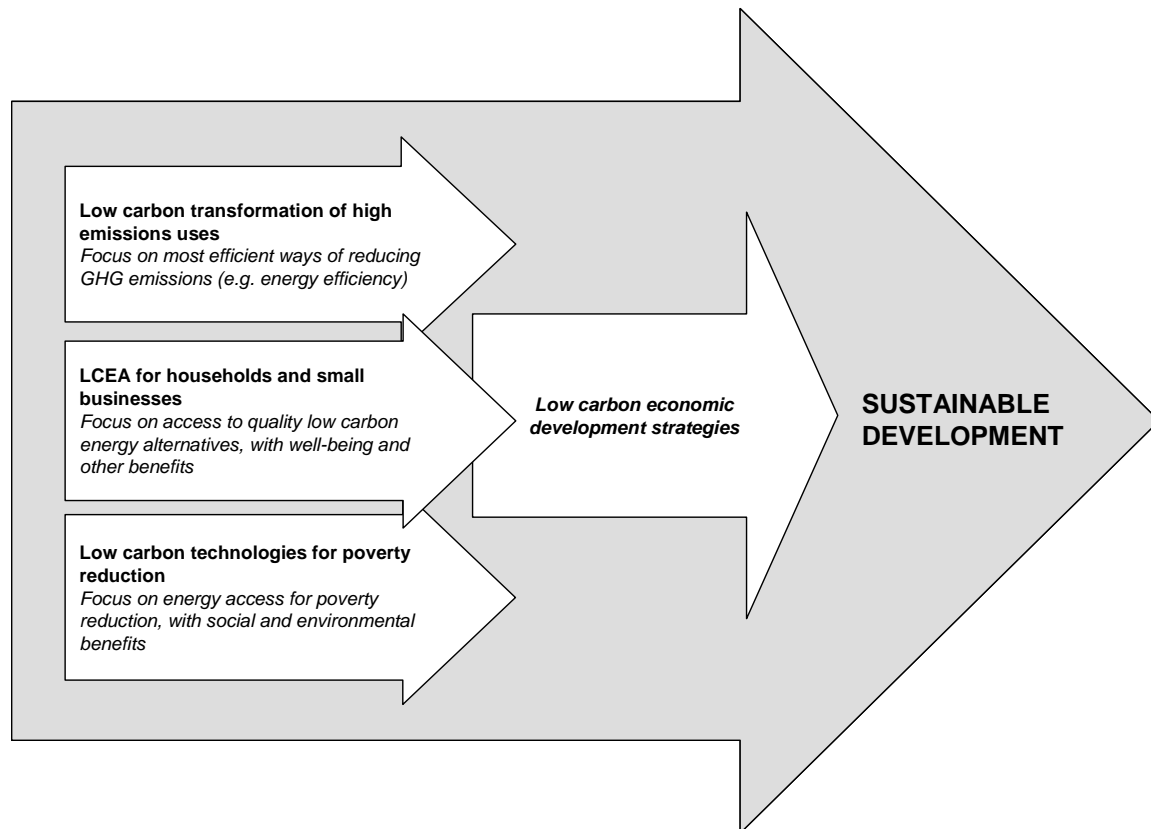 Low carbon transformation of high
emissions uses
Focus on most efficient ways of reducing
GHG emissions (e.g. energy efficiency)
LCEA for households and small
businesses
Focus on access to quality low carbon
energy alternatives, with well-being and
other benefits
Low carbon technologies for poverty
reduction
Focus on energy access for poverty
reduction, with social and environmental
benefits
Low carbon economic
development strategies
SUSTAINABLE
DEVELOPMENT